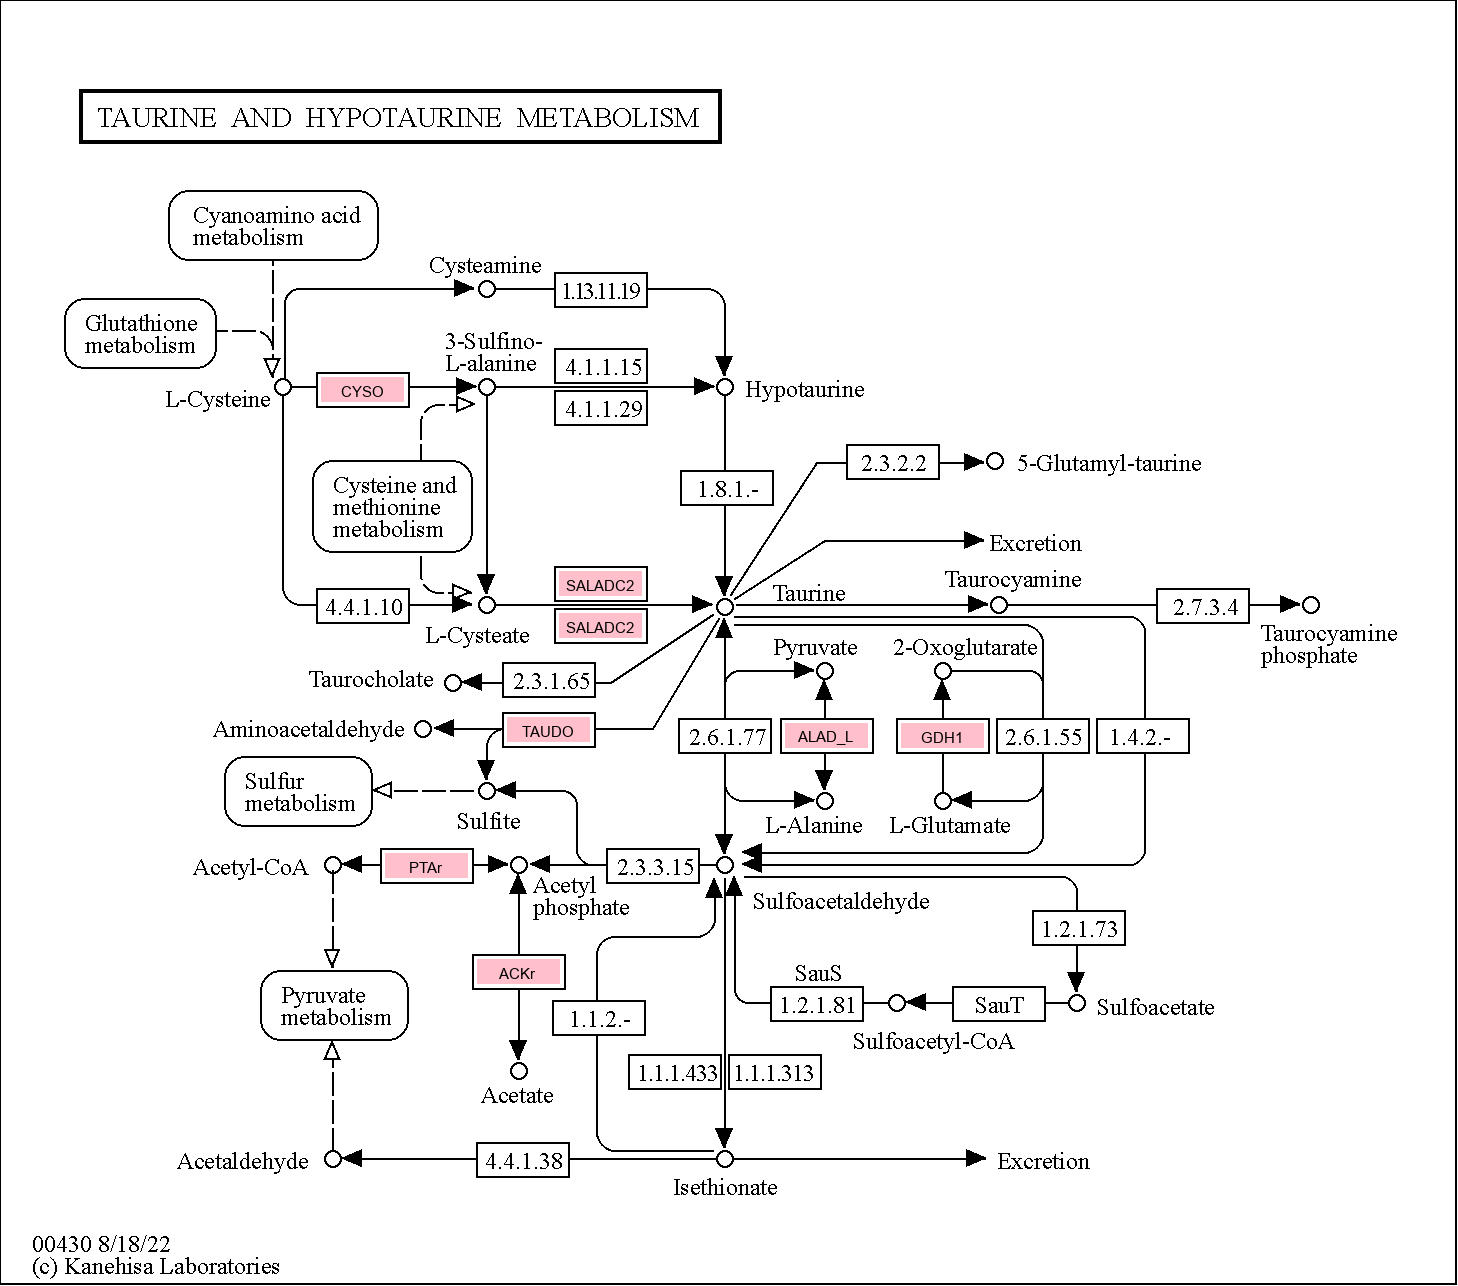 TAURINE AND HYPOTAURINE METABOLISM
Cyanoamino acid
metabolism
Cysteamine
1.13.11.19
Glutathione
metabolism
3-Sulfino-
L-alanine
4.1.1.15
L-Cysteine
CYSO
4.1.1.29
Hypotaurine
2.3.2.2
5-Glutamyl-taurine
Cysteine and
methionine
metabolism
1.8.1.-
Excretion
SALADC2
Taurine
Taurocyamine
4.4.1.10
2.7.3.4
L-Cysteate
SALADC2
Taurocyamine
phosphate
Pyruvate
2-Oxoglutarate
Taurocholate
2.3.1.65
Aminoacetaldehyde
TAUDO
2.6.1.77
ALAD_L
GDH1
2.6.1.55
1.4.2.-
Sulfur
metabolism
Sulfite
L-Alanine
L-Glutamate
Acetyl-CoA
PTAr
Acetyl
phosphate
2.3.3.15
Sulfoacetaldehyde
1.2.1.73
ACKr
SauS
1.2.1.81
SauT
Sulfoacetate
Pyruvate
metabolism
1.1.2.-
Sulfoacetyl-CoA
1.1.1.433
1.1.1.313
Acetate
Acetaldehyde
4.4.1.38
Excretion
Isethionate
00430 8/18/22
(c) Kanehisa Laboratories